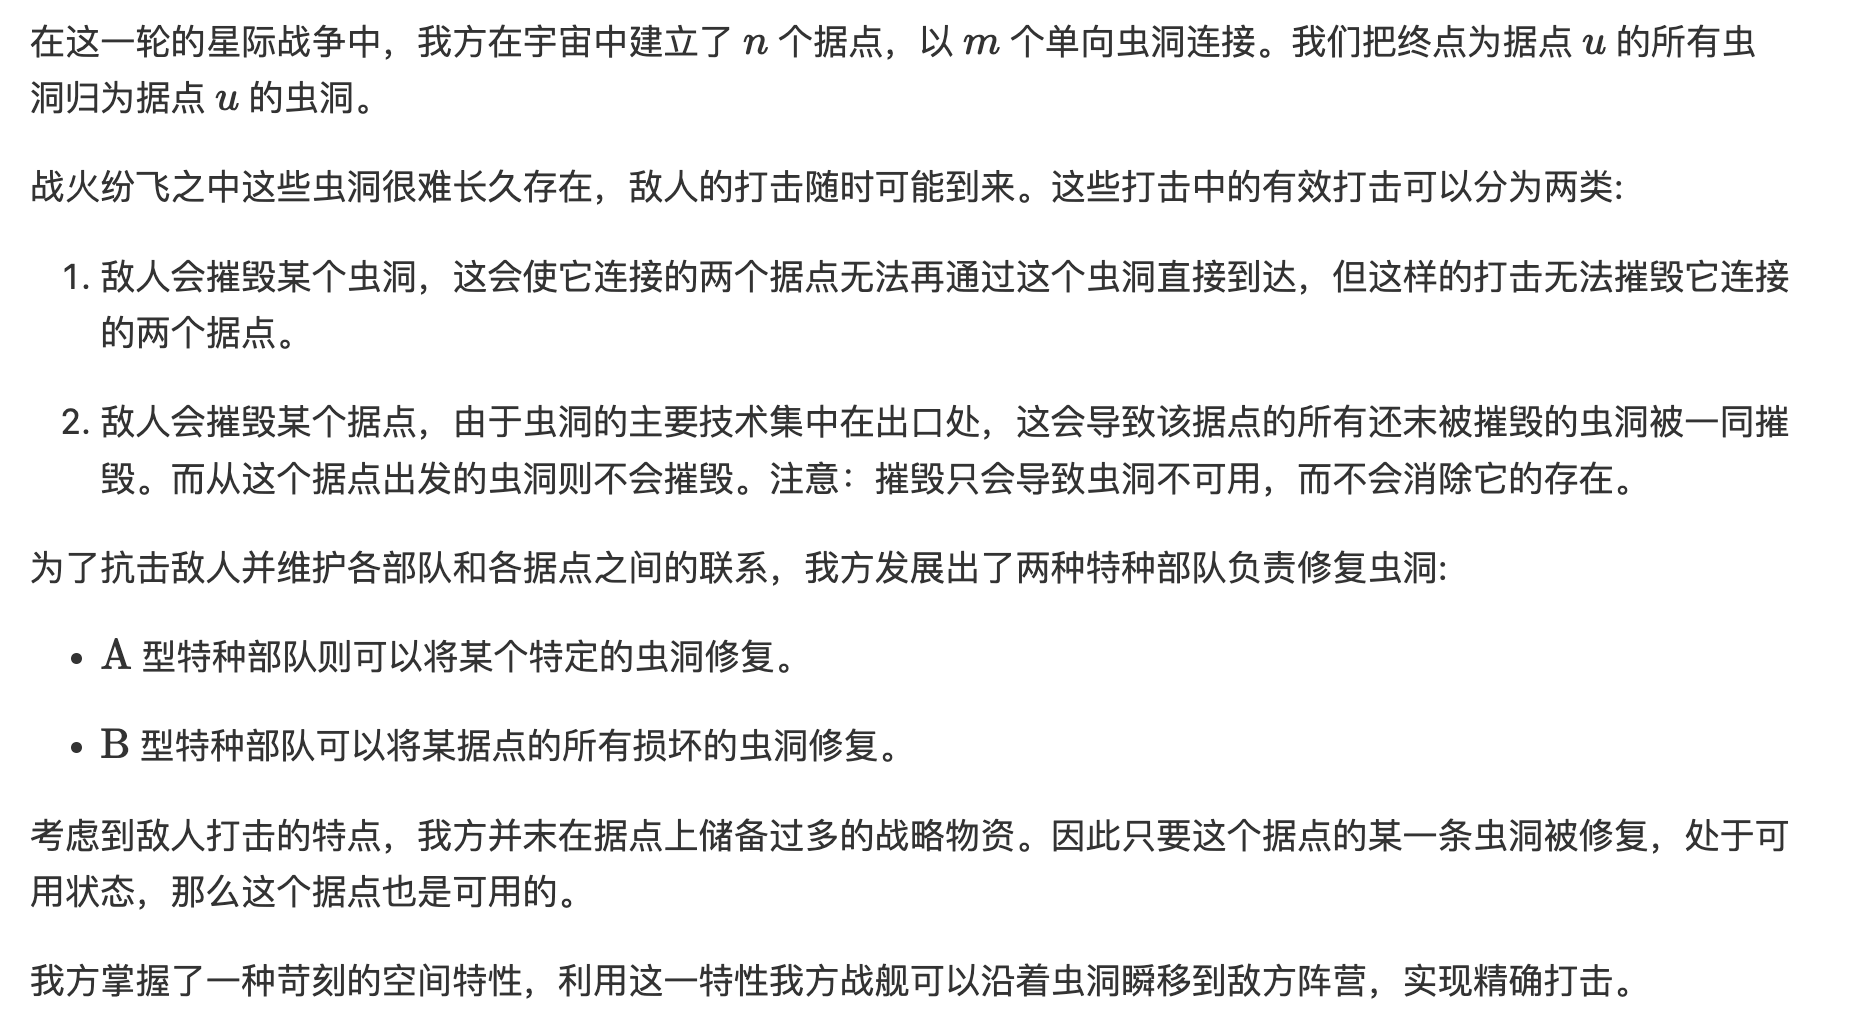 在这一轮的星际战争中，我方在宇宙中建立了 n 个据点，以 m 个单向虫洞连接。我们把终点为据点 u 的所有虫
洞归为据点 u 的虫洞。
战火纷飞之中这些虫洞很难长久存在，敌人的打击随时可能到来。这些打击中的有效打击可以分为两类:
1. 敌人会摧毁某个虫洞，这会使它连接的两个据点无法再通过这个虫洞直接到达，但这样的打击无法摧毁它连接
的两个据点。
2. 敌人会摧毁某个据点，由于虫洞的主要技术集中在出口处，这会导致该据点的所有还末被摧毁的虫洞被一同摧
毁。而从这个据点出发的虫洞则不会摧毁。注意：摧毁只会导致虫洞不可用，而不会消除它的存在。
为了抗击敌人并维护各部队和各据点之间的联系，我方发展出了两种特种部队负责修复虫洞:
• A 型特种部队则可以将某个特定的虫洞修复。
• B 型特种部队可以将某据点的所有损坏的虫洞修复。
考虑到敌人打击的特点，我方并末在据点上储备过多的战略物资。因此只要这个据点的某一条虫洞被修复，处于可
用状态，那么这个据点也是可用的。
我方掌握了一种苛刻的空间特性，利用这一特性我方战舰可以沿着虫洞瞬移到敌方阵营，实现精确打击。